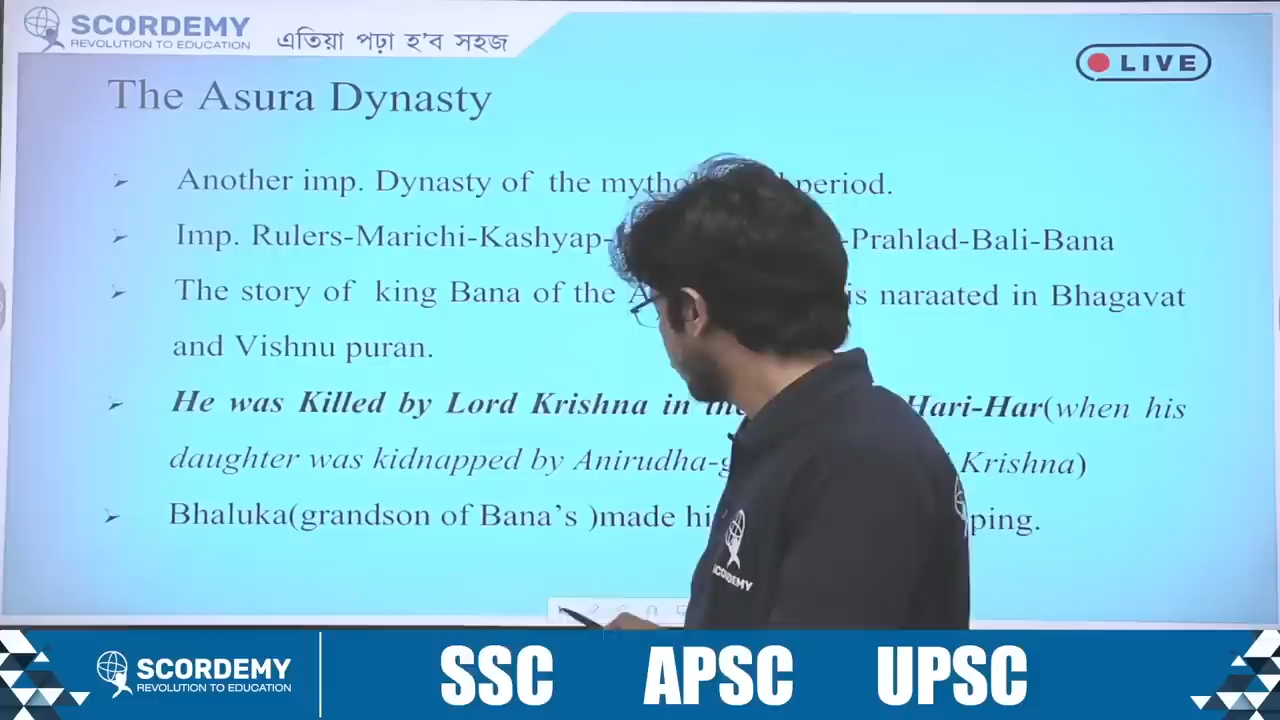 SCORDEMY
REVOLUTION TO EDUCATION
এতিয়া পঢ়া হ'ব সহজ
LIVE
The Asura Dynasty
Another imp. Dynasty of the period.
Imp. Rulers-Marichi-Kashyap- -Prahlad-Bali-Bana
The story of king Bana of the is naraated in Bhagavat
and Vishnu puran.
He was Killed by Lord Krishna in Hari-Har(when his
daughter was kidnapped by Anirudha- Krishna)
Bhaluka(grandson of Bana's )made
SCORDEMY
SCORDEMY
REVOLUTION TO EDUCATION
SSC APSC UPSC